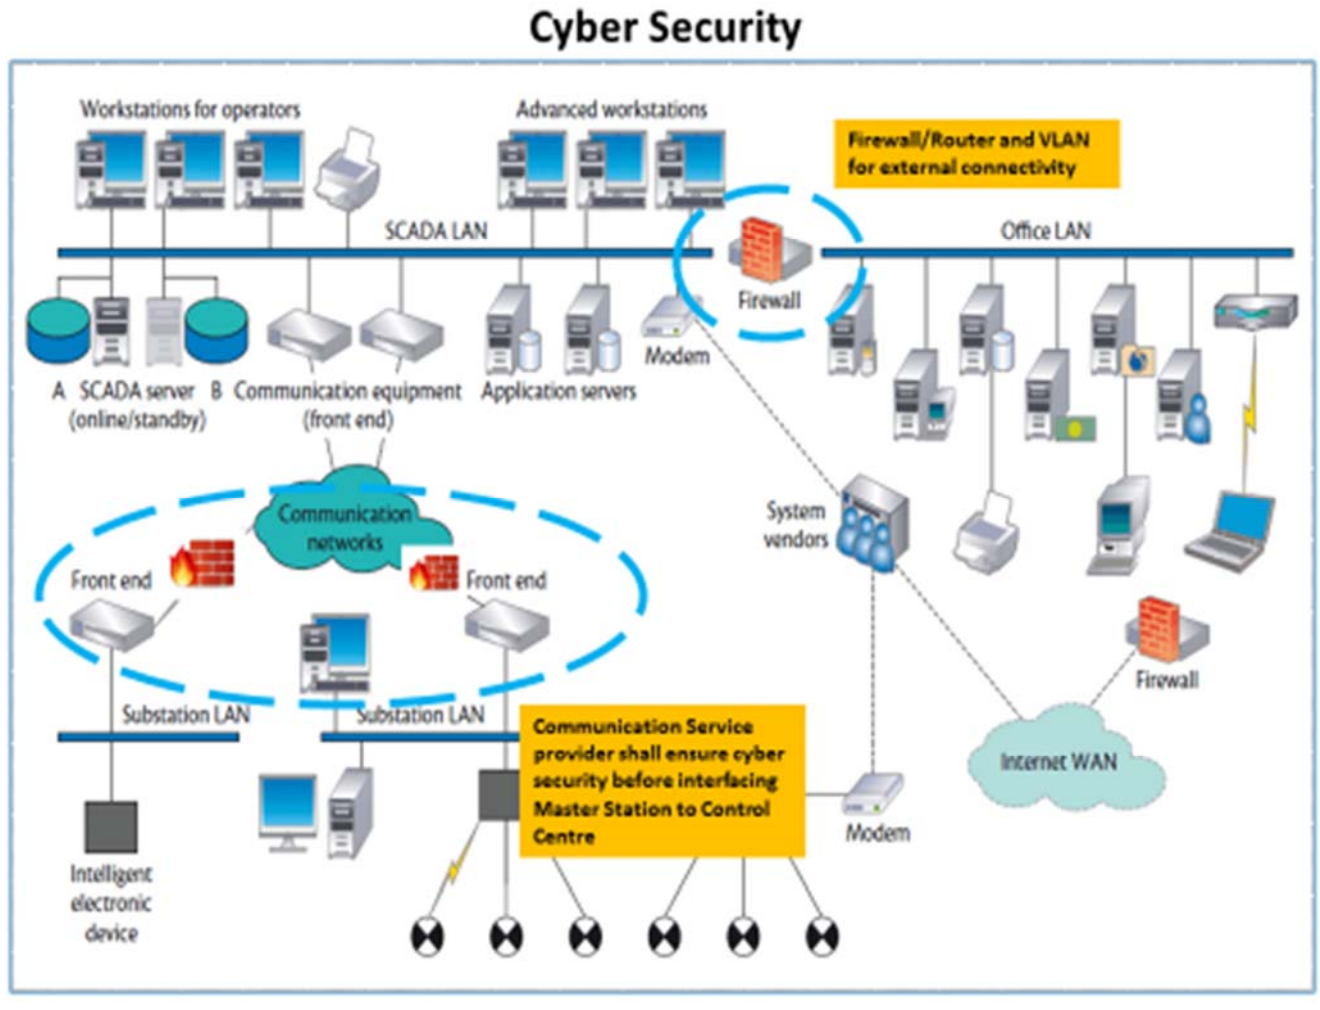 Cyber Security
Workstations for operators
Advanced workstations
Firewall/Router and VLAN
for external connectivity
SCADA LAN
Office LAN
Firewall
Modem
A SCADA server B
(online/standby)
Communication equipment
(front end)
Application servers
Communication
networks
System
vendors
Front end
Front end
Firewall
Substation LAN
Substation LAN
Communication Service
provider shall ensure cyber
security before interfacing
Master Station to Control
Centre
Internet WAN
Modem
Intelligent
electronic
device